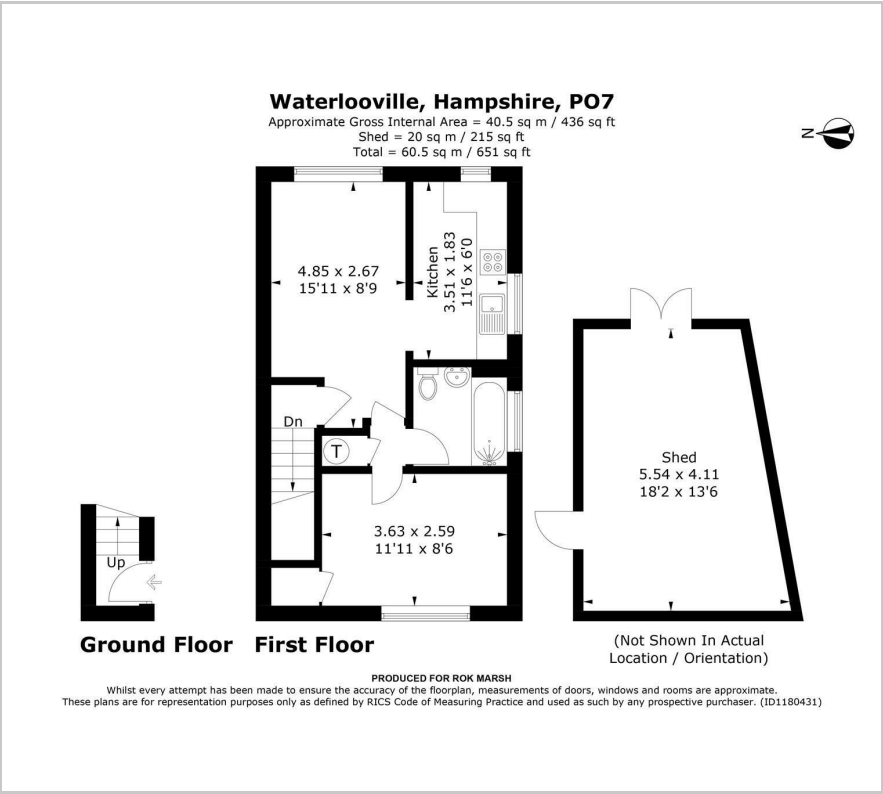 Waterlooville, Hampshire, PO7
Approximate Gross Internal Area = 40.5 sq m / 436 sq ft
Shed = 20 sq m / 215 sq ft
Total = 60.5 sq m / 651 sq ft
N
4.85 x 2.67
15'11 x 8'9
Kitchen
3.51 x 1.83
11'6 x 6'0
Dn
T
3.63 x 2.59
11'11 x 8'6
Shed
5.54 x 4.11
18'2 x 13'6
Up
Ground Floor
First Floor
(Not Shown In Actual
Location / Orientation)
PRODUCED FOR ROK MARSH
Whilst every attempt has been made to ensure the accuracy of the floorplan, measurements of doors, windows and rooms are approximate.
These plans are for representation purposes only as defined by RICS Code of Measuring Practice and used as such by any prospective purchaser. (ID1180431)